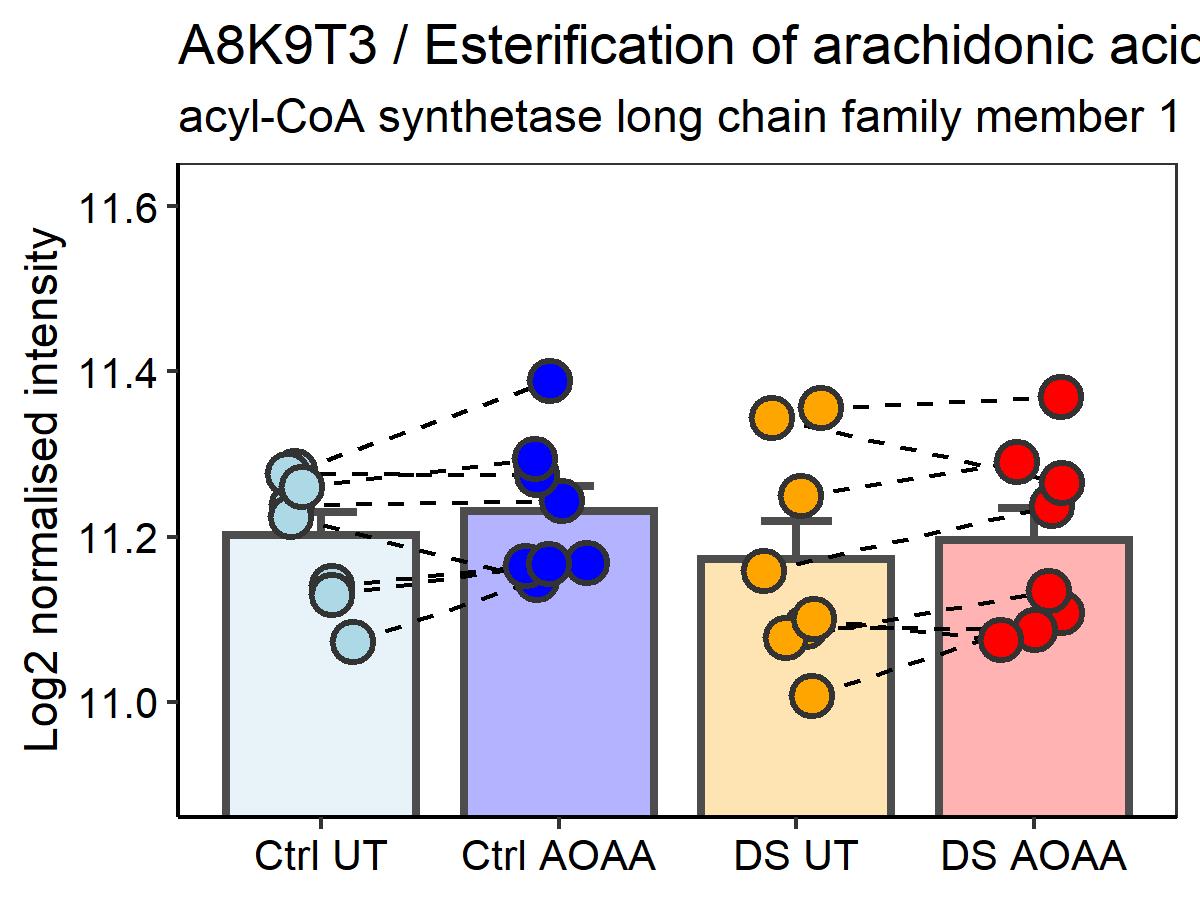 A8K9T3 / Esterification of arachidonic acid
acyl-CoA synthetase long chain family member 1
Log2 normalised intensity
11.6
11.4
11.2
11.0
Ctrl UT
Ctrl AOAA
DS UT
DS AOAA